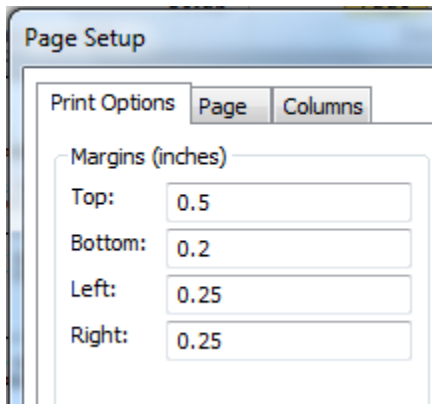 Page Setup
Print Options Page Columns
Margins (inches)
Top: 0.5
Bottom: 0.2
Left: 0.25
Right: 0.25